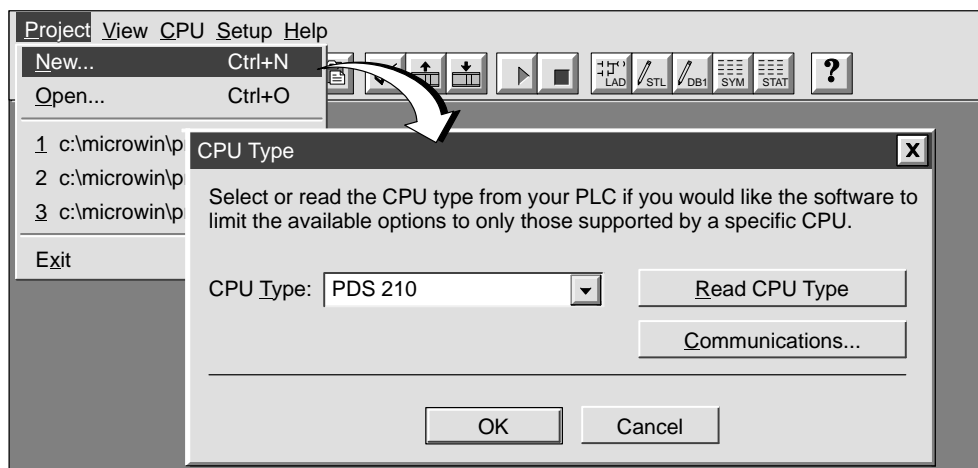 Project View CPU Setup Help
New... Ctrl+N
Open... Ctrl+O
LAD STL DB1 SYM STAT ?
1 c:\microwin\p
2 c:\microwin\p
3 c:\microwin\p
Exit
CPU Type X
Select or read the CPU type from your PLC if you would like the software to
limit the available options to only those supported by a specific CPU.
CPU Type: PDS 210 Read CPU Type
Communications...
OK Cancel